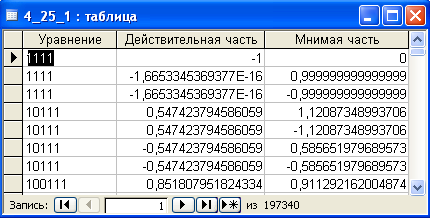 4_25_1 : таблица
Уравнение Действительная часть Мнимая часть
1111 -1 0
1111 -1,6653345369377E-16 0,999999999999999
1111 -1,6653345369377E-16 -0,999999999999999
10111 0,547423794586059 1,12087348993706
10111 0,547423794586059 -1,12087348993706
10111 -0,547423794586059 -0,585651979689573
10111 -0,547423794586059 0,585651979689573
100111 0,851807951824334 0,911292162004874
Запись: 1 из 197340